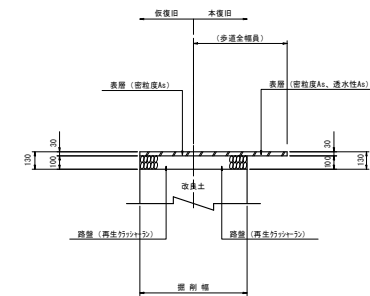 仮復旧 本復旧
(歩道全幅員)
表層 (密粒度As) 表層 (密粒度As、透水性As)
30 30
130 100 100 130
改良土
路盤 (再生クラッシャーラン) 路盤 (再生クラッシャーラン)
掘削幅